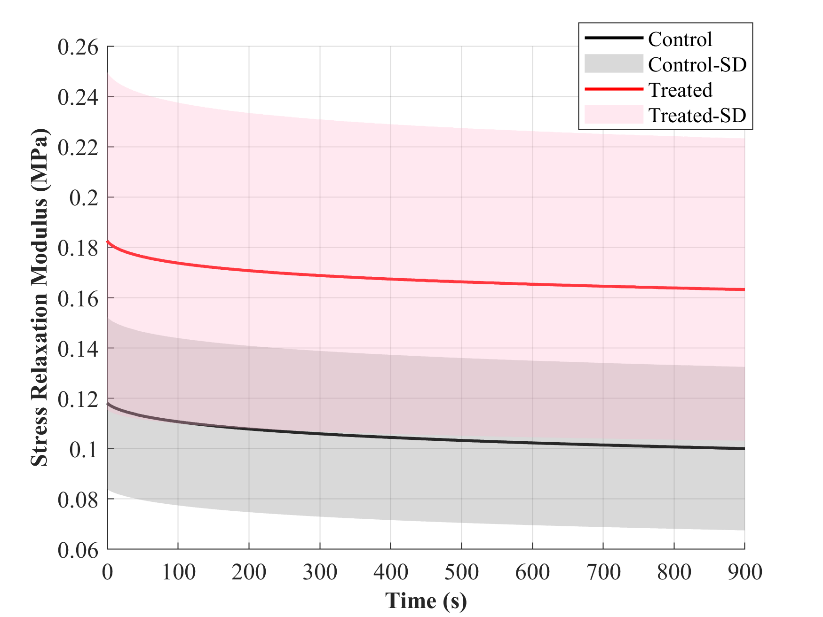 Control
Control-SD
Treated
Treated-SD
0.26
0.24
0.22
0.2
0.18
0.16
0.14
0.12
0.1
0.08
0.06
Stress Relaxation Modulus (MPa)
0 100 200 300 400 500 600 700 800 900
Time (s)